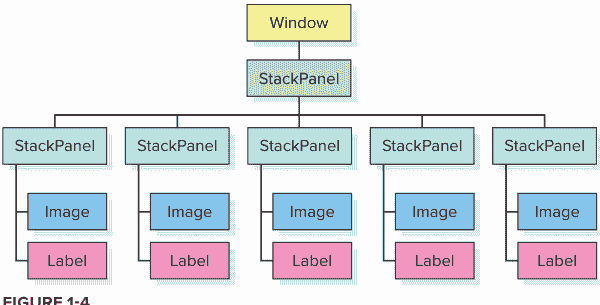 Window
StackPanel
StackPanel StackPanel StackPanel StackPanel StackPanel
Image Image Image Image Image
Label Label Label Label Label
FIGURE 1-4